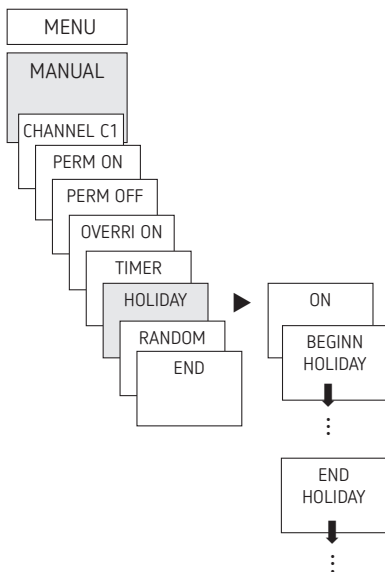 MENU
MANUAL
CHANNEL C1
PERM ON
PERM OFF
OVERRI ON
TIMER
HOLIDAY
RANDOM
END
ON
BEGINN
HOLIDAY
END
HOLIDAY